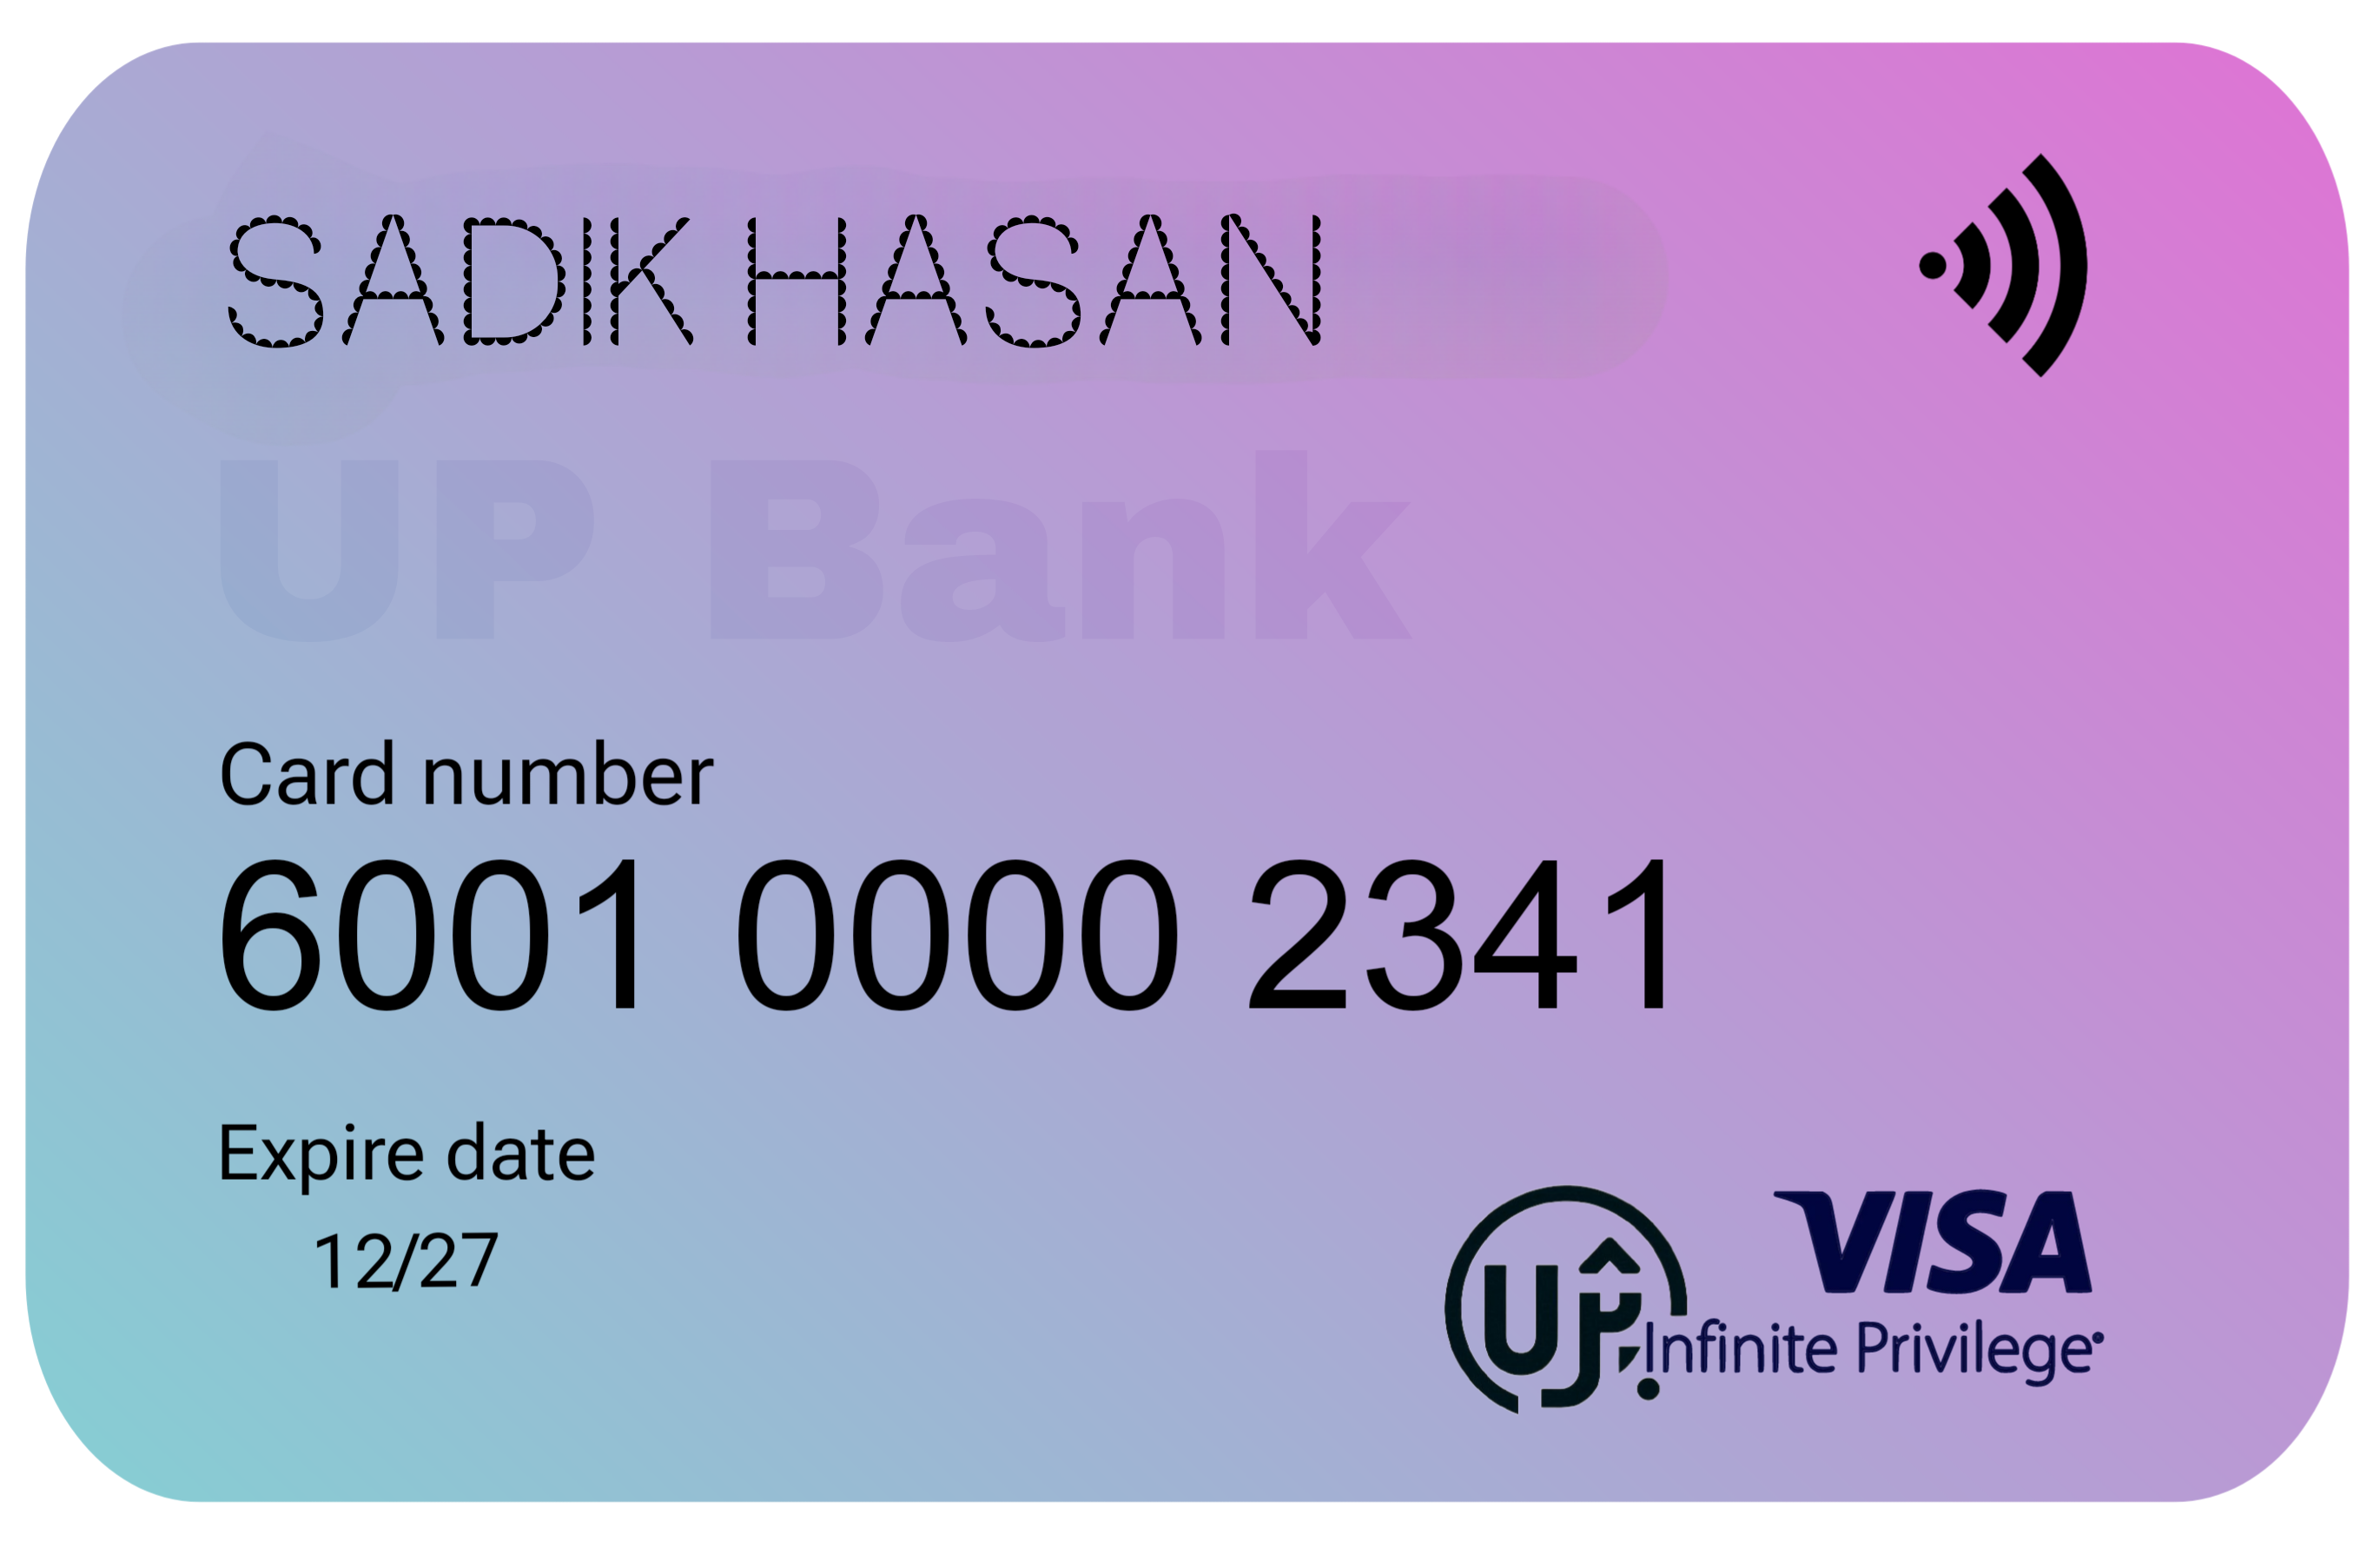 SADIK HASAN
UP Bank
Card number
6001 0000 2341
Expire date
12/27
UP
VISA
Infinite Privilege